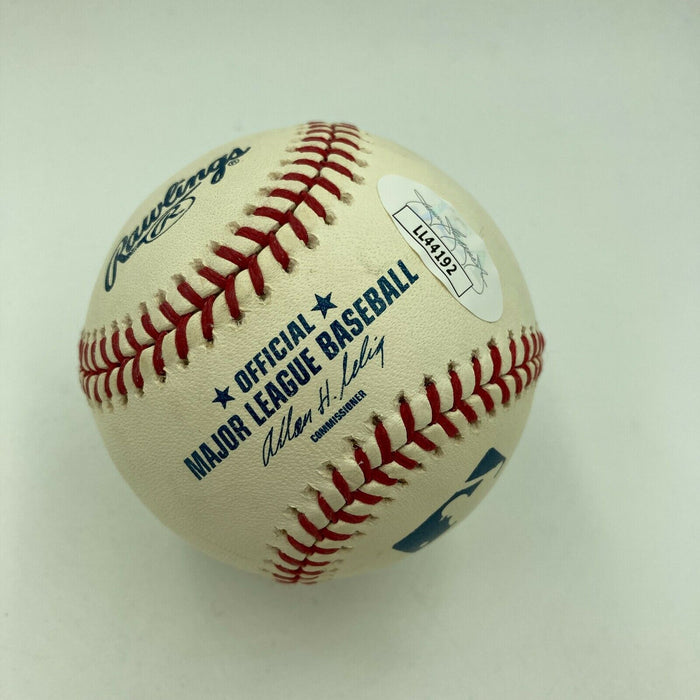 Rawlings®
R
★ OFFICIAL ★
MAJOR LEAGUE BASEBALL
Allan H. Selig
COMMISSIONER
LL44192